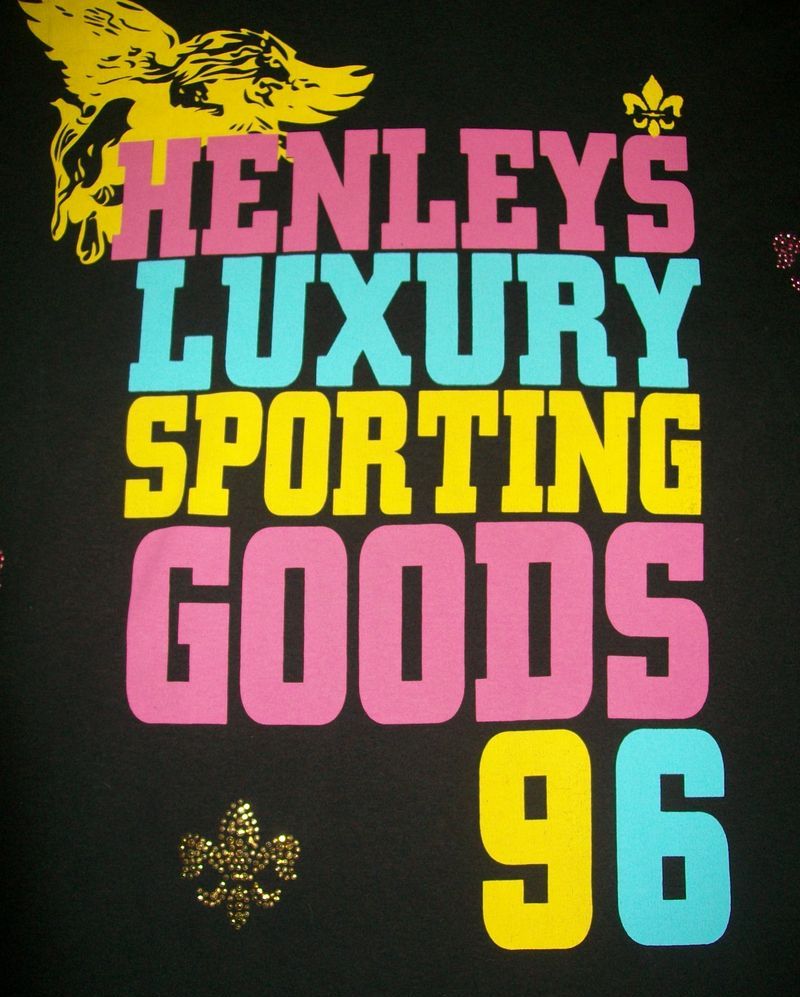 HENLEYS
LUXURY
SPORTING
GOODS
96